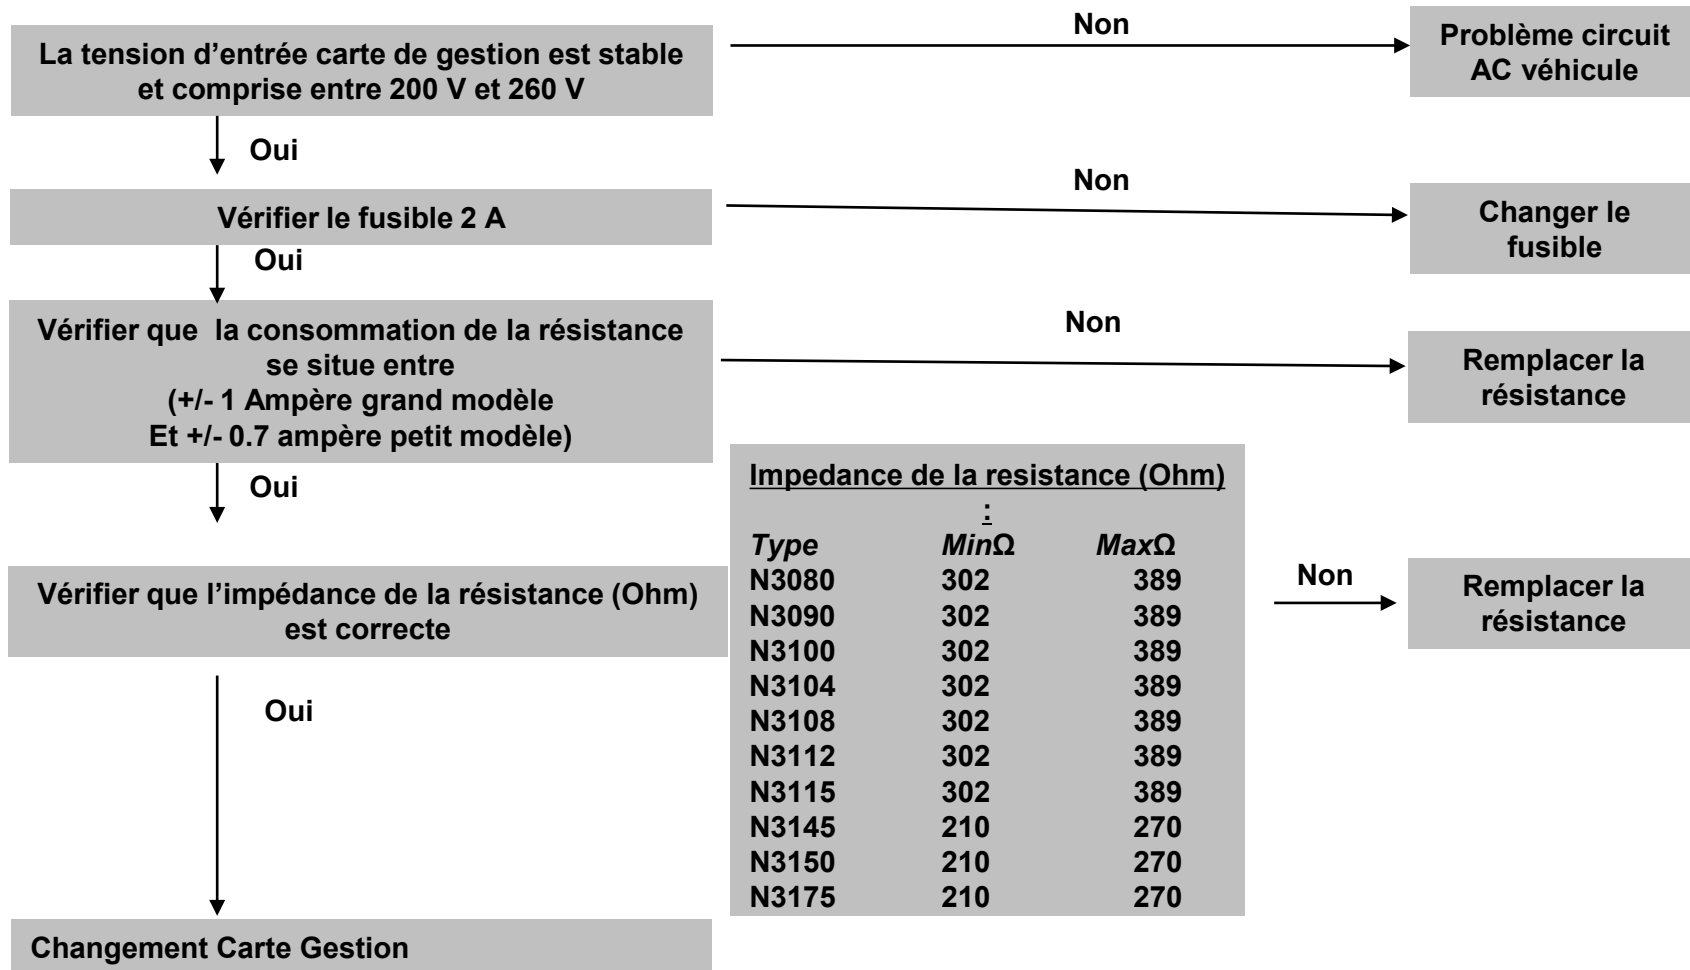 La tension d’entrée carte de gestion est stable
et comprise entre 200 V et 260 V
Non
Problème circuit
AC véhicule
Oui
Vérifier le fusible 2 A
Non
Changer le
fusible
Oui
Vérifier que la consommation de la résistance
se situe entre
(+/- 1 Ampère grand modèle
Et +/- 0.7 ampère petit modèle)
Non
Remplacer la
résistance
Oui
Vérifier que l’impédance de la résistance (Ohm)
est correcte
Impedance de la resistance (Ohm)
:
Type MinΩ MaxΩ
N3080 302 389
N3090 302 389
N3100 302 389
N3104 302 389
N3108 302 389
N3112 302 389
N3115 302 389
N3145 210 270
N3150 210 270
N3175 210 270
Non
Remplacer la
résistance
Oui
Changement Carte Gestion